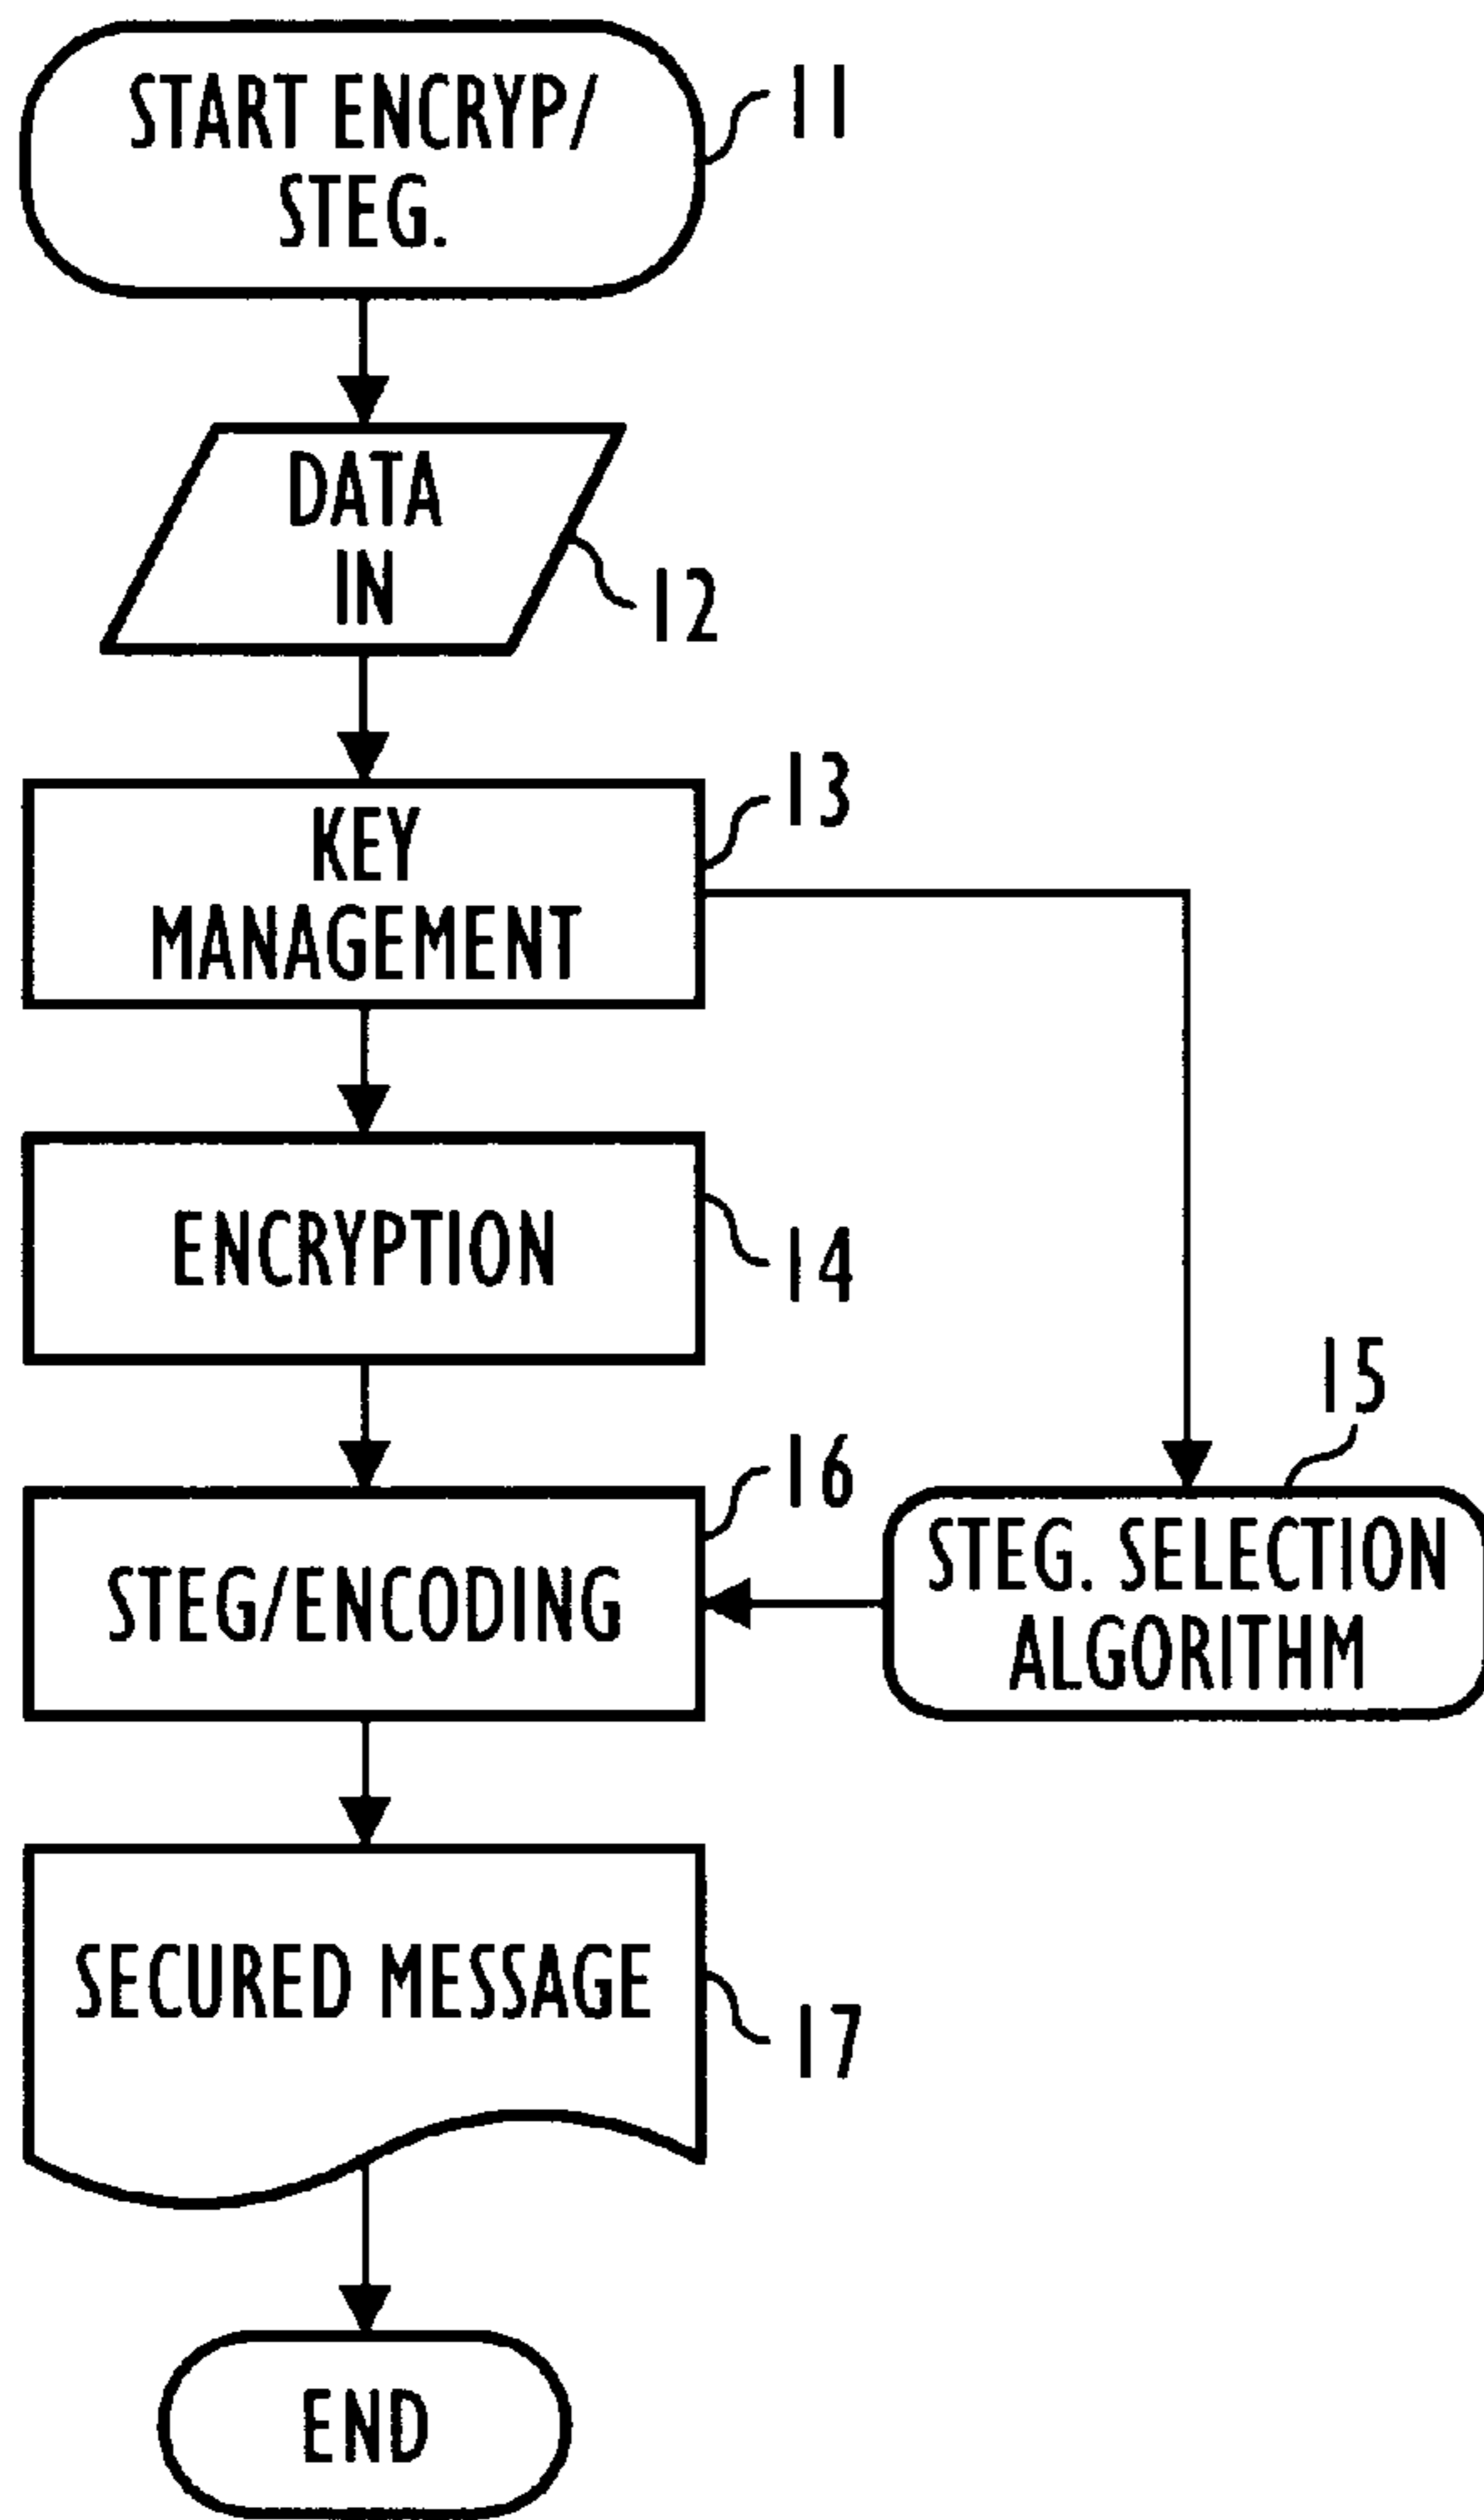 START ENCRYP/
STEG.
11
DATA
IN
12
KEY
MANAGEMENT
13
ENCRYPTION
14
15
STEG/ENCODING
16
STEG. SELECTION
ALGORITHM
SECURED MESSAGE
17
END